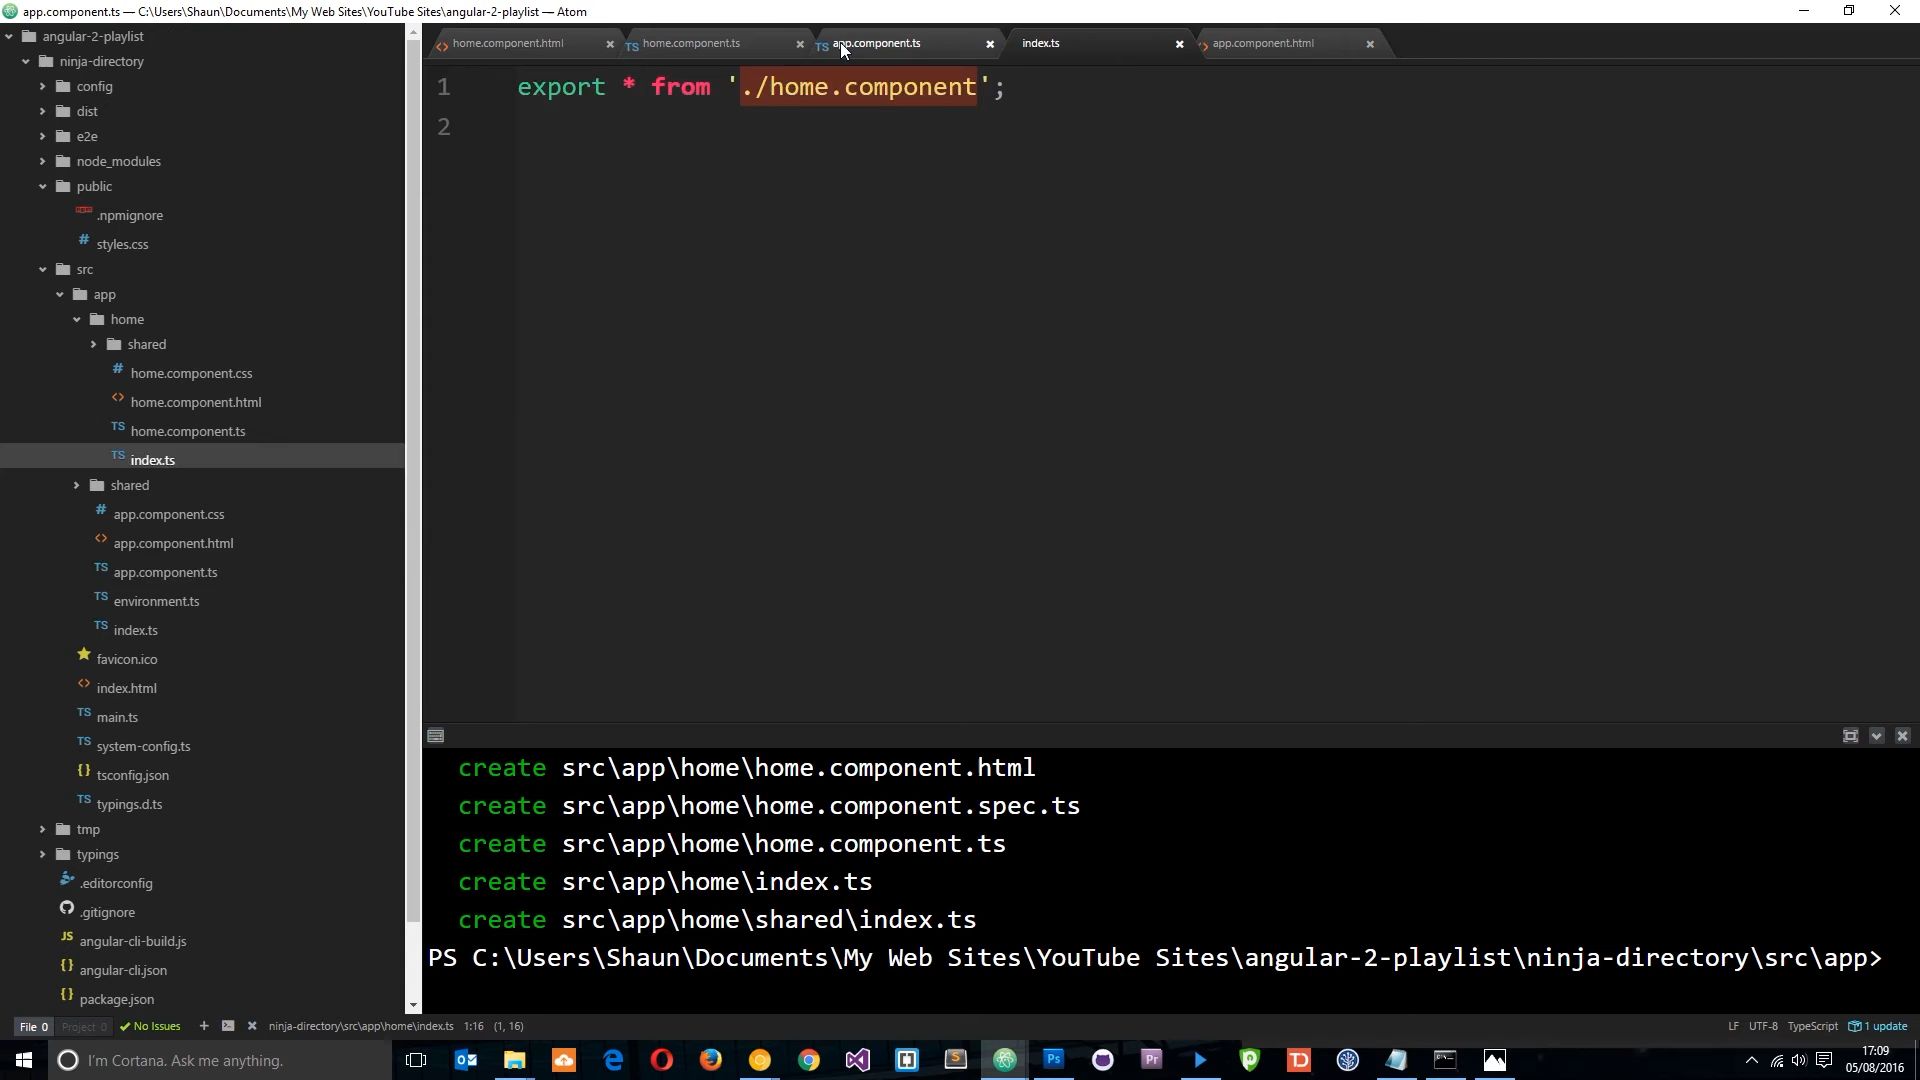 app.component.ts — C:\Users\Shaun\Documents\My Web Sites\YouTube Sites\angular-2-playlist — Atom
angular-2-playlist
ninja-directory
config
dist
e2e
node_modules
public
.npmignore
styles.css
src
app
home
shared
home.component.css
home.component.html
home.component.ts
index.ts
shared
app.component.css
app.component.html
app.component.ts
environment.ts
index.ts
favicon.ico
index.html
main.ts
system-config.ts
tsconfig.json
typings.d.ts
tmp
typings
.editorconfig
.gitignore
angular-cli-build.js
angular-cli.json
package.json
home.component.html
home.component.ts
app.component.ts
index.ts
app.component.html
1 export * from './home.component';
2
create src\app\home\home.component.html
create src\app\home\home.component.spec.ts
create src\app\home\home.component.ts
create src\app\home\index.ts
create src\app\home\shared\index.ts
PS C:\Users\Shaun\Documents\My Web Sites\YouTube Sites\angular-2-playlist\ninja-directory\src\app>
File 0 Project 0 No Issues ninja-directory\src\app\home\index.ts 1:16 (1, 16) LF UTF-8 TypeScript 1 update
I'm Cortana. Ask me anything.
17:09
05/08/2016